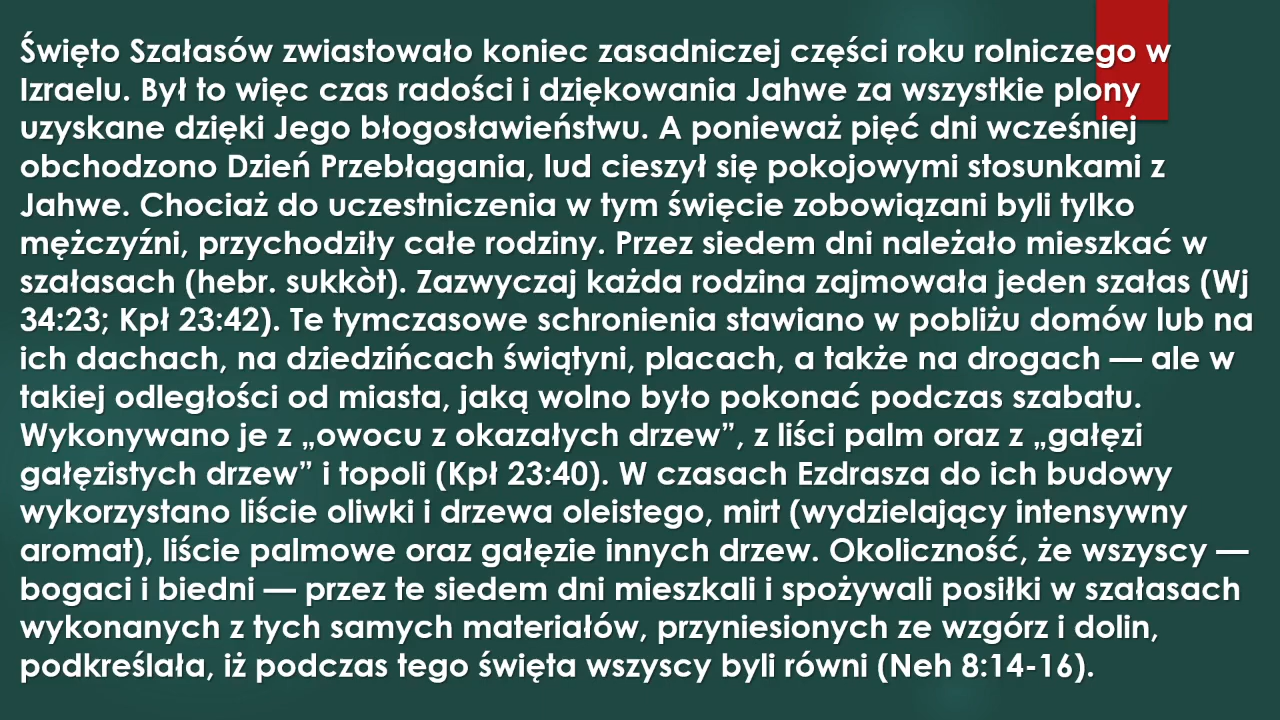 Święto Szałasów zwiastowało koniec zasadniczej części roku rolniczego w
Izraelu. Był to więc czas radości i dziękowania Jahwe za wszystkie plony
uzyskane dzięki Jego błogosławieństwu. A ponieważ pięć dni wcześniej
obchodzono Dzień Przebłagania, lud cieszył się pokojowymi stosunkami z
Jahwe. Chociaż do uczestniczenia w tym święcie zobowiązani byli tylko
mężczyźni, przychodziły całe rodziny. Przez siedem dni należało mieszkać w
szałasach (hebr. sukkòt). Zazwyczaj każda rodzina zajmowała jeden szałas (Wj
34:23; Kpł 23:42). Te tymczasowe schronienia stawiano w pobliżu domów lub na
ich dachach, na dziedzińcach świątyni, placach, a także na drogach — ale w
takiej odległości od miasta, jaką wolno było pokonać podczas szabatu.
Wykonywano je z „owocu z okazałych drzew”, z liści palm oraz z „gałęzi
gałęzistych drzew” i topoli (Kpł 23:40). W czasach Ezdrasza do ich budowy
wykorzystano liście oliwki i drzewa oleistego, mirt (wydzielający intensywny
aromat), liście palmowe oraz gałęzie innych drzew. Okoliczność, że wszyscy —
bogaci i biedni — przez te siedem dni mieszkali i spożywali posiłki w szałasach
wykonanych z tych samych materiałów, przyniesionych ze wzgórz i dolin,
podkreślała, iż podczas tego święta wszyscy byli równi (Neh 8:14-16).